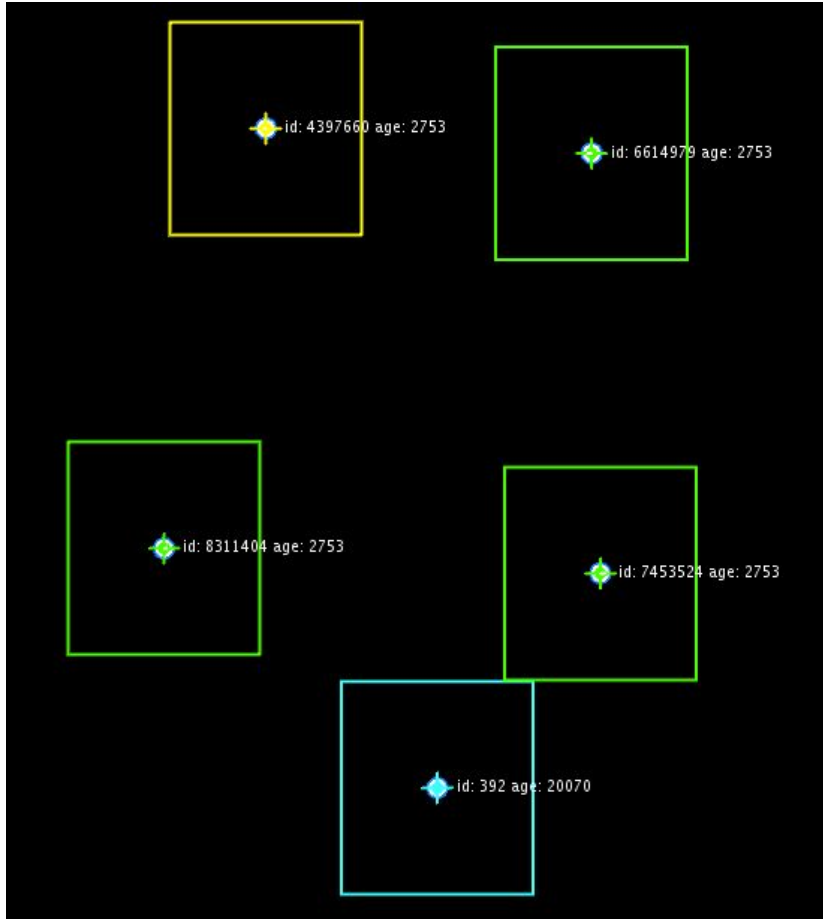 id: 4397660 age: 2753
id: 6614979 age: 2753
id: 8311404 age: 2753
id: 7453524 age: 2753
id: 392 age: 20070